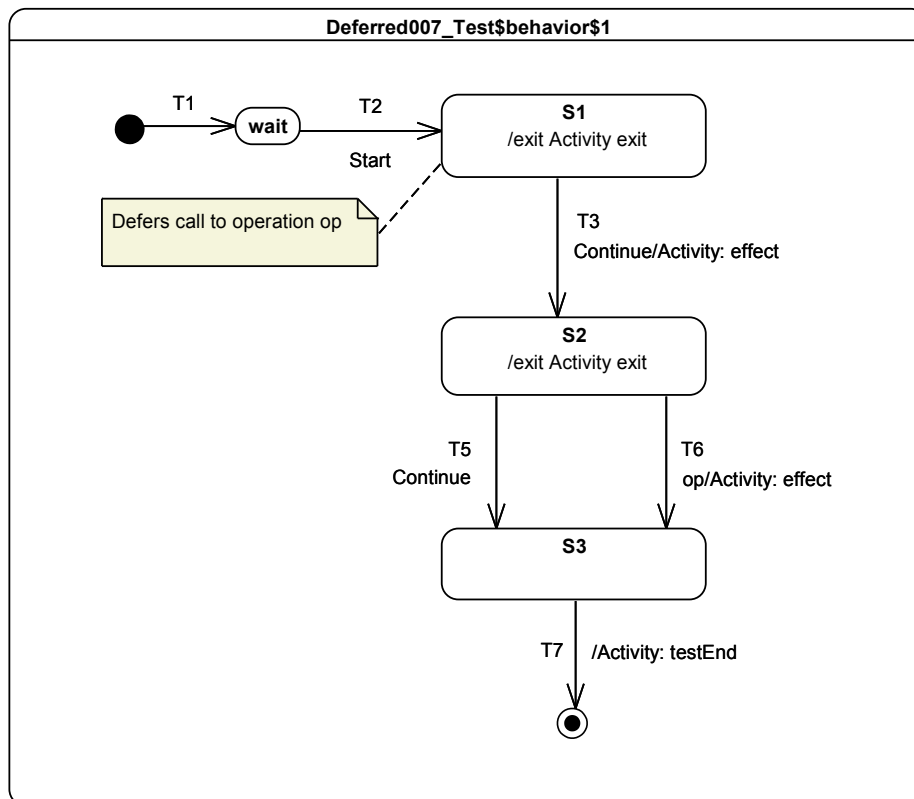 Deferred007_Test$behavior$1
T1
T2
wait
Start
S1
/exit Activity exit
Defers call to operation op
T3
Continue/Activity: effect
S2
/exit Activity exit
T5
Continue
T6
op/Activity: effect
S3
T7
/Activity: testEnd